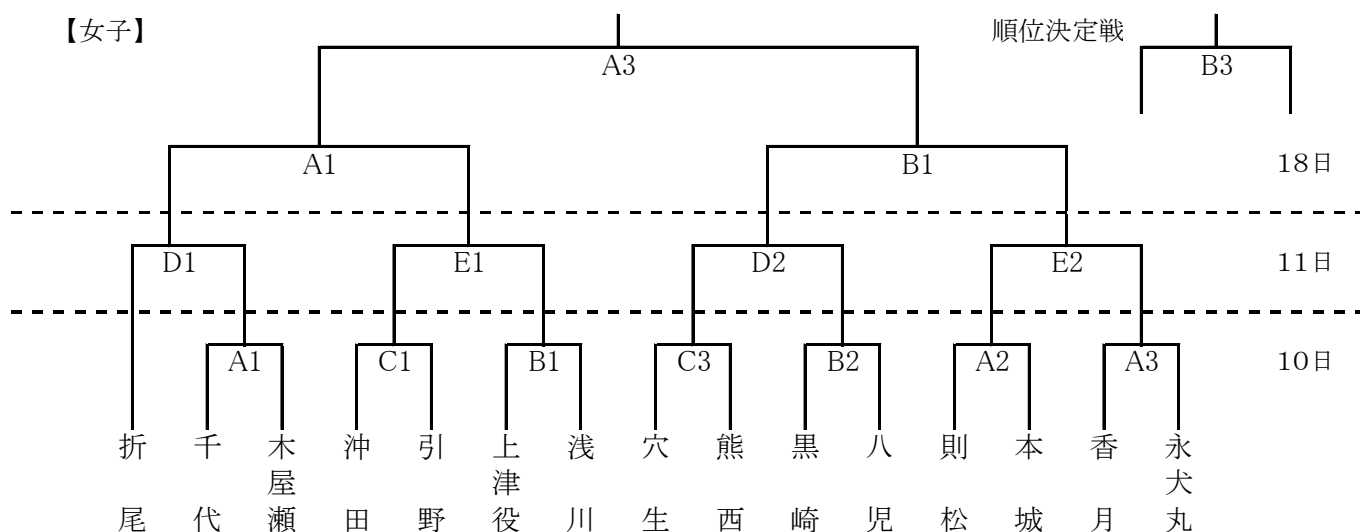 【女子】 順位決定戦
A3 B3
A1 B1 18日
D1 E1 D2 E2 11日
A1 C1 B1 C3 B2 A2 A3 10日
折尾 千代 木屋瀬 沖田 引野 上津役 浅川 穴生 熊西 黒崎 八児 則松 本城 香月 永犬丸